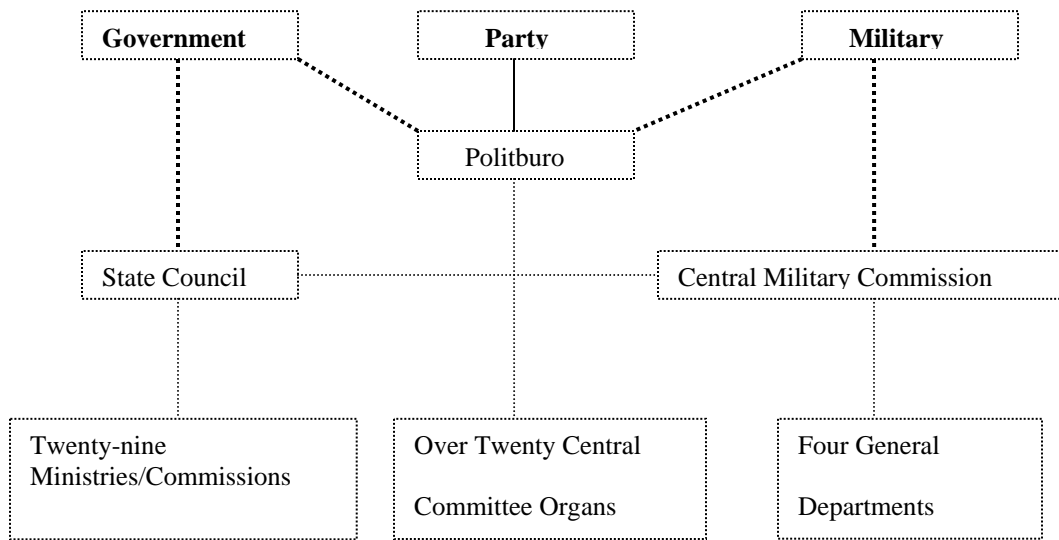 Government
Party
Military
Politburo
State Council
Central Military Commission
Twenty-nine
Ministries/Commissions
Over Twenty Central
Committee Organs
Four General
Departments